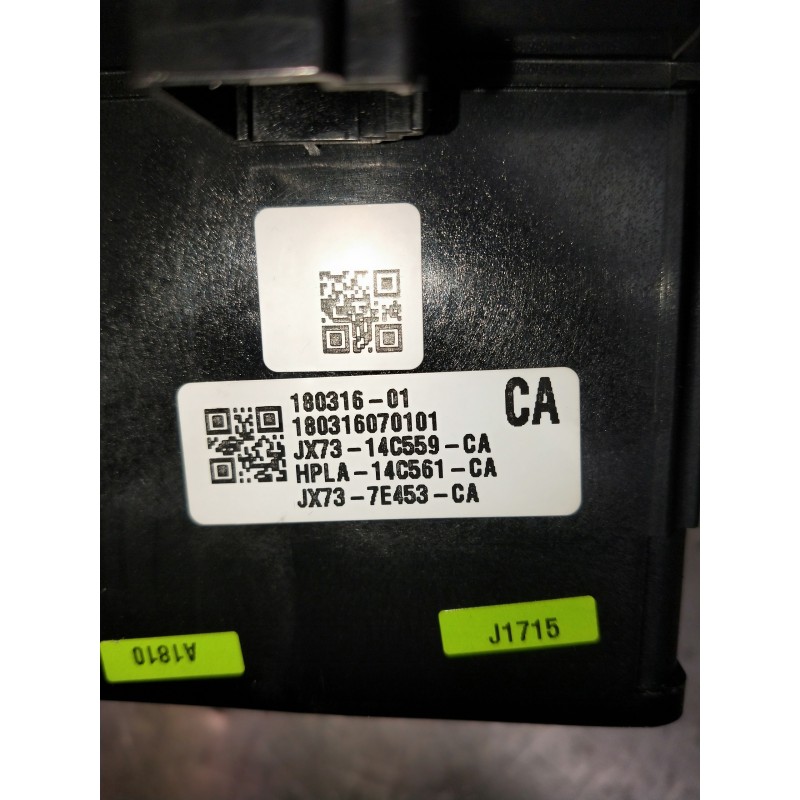 180316-01
CA
180316070101
JX73-14C559-CA
HPLA-14C561-CA
JX73-7E453-CA
J1715
A1810